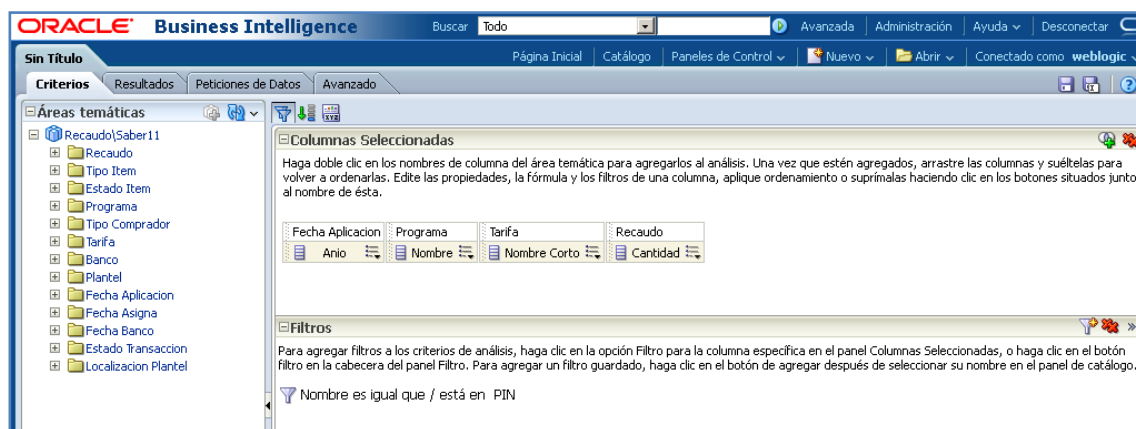 ORACLE Business Intelligence Buscar Todo Avanzada Administración Ayuda Desconectar
Sin Título Página Inicial Catálogo Paneles de Control Nuevo Abrir Conectado como weblogic
Criterios Resultados Peticiones de Datos Avanzado
Áreas temáticas
Recaudo\Saber11
Recaudo
Tipo Item
Estado Item
Programa
Tipo Comprador
Tarifa
Banco
Plantel
Fecha Aplicacion
Fecha Asigna
Fecha Banco
Estado Transaccion
Localizacion Plantel
Columnas Seleccionadas
Haga doble clic en los nombres de columna del área temática para agregarlos al análisis. Una vez que estén agregados, arrastre las columnas y suéltelas para
volver a ordenarlas. Edite las propiedades, la fórmula y los filtros de una columna, aplique ordenamiento o suprímalas haciendo clic en los botones situados junto
al nombre de ésta.
Fecha Aplicacion Programa Tarifa Recaudo
Anio Nombre Nombre Corto Cantidad
Filtros
Para agregar filtros a los criterios de análisis, haga clic en la opción Filtro para la columna específica en el panel Columnas Seleccionadas, o haga clic en el botón
filtro en la cabecera del panel Filtro. Para agregar un filtro guardado, haga clic en el botón de agregar después de seleccionar su nombre en el panel de catálogo.
Nombre es igual que / está en PIN